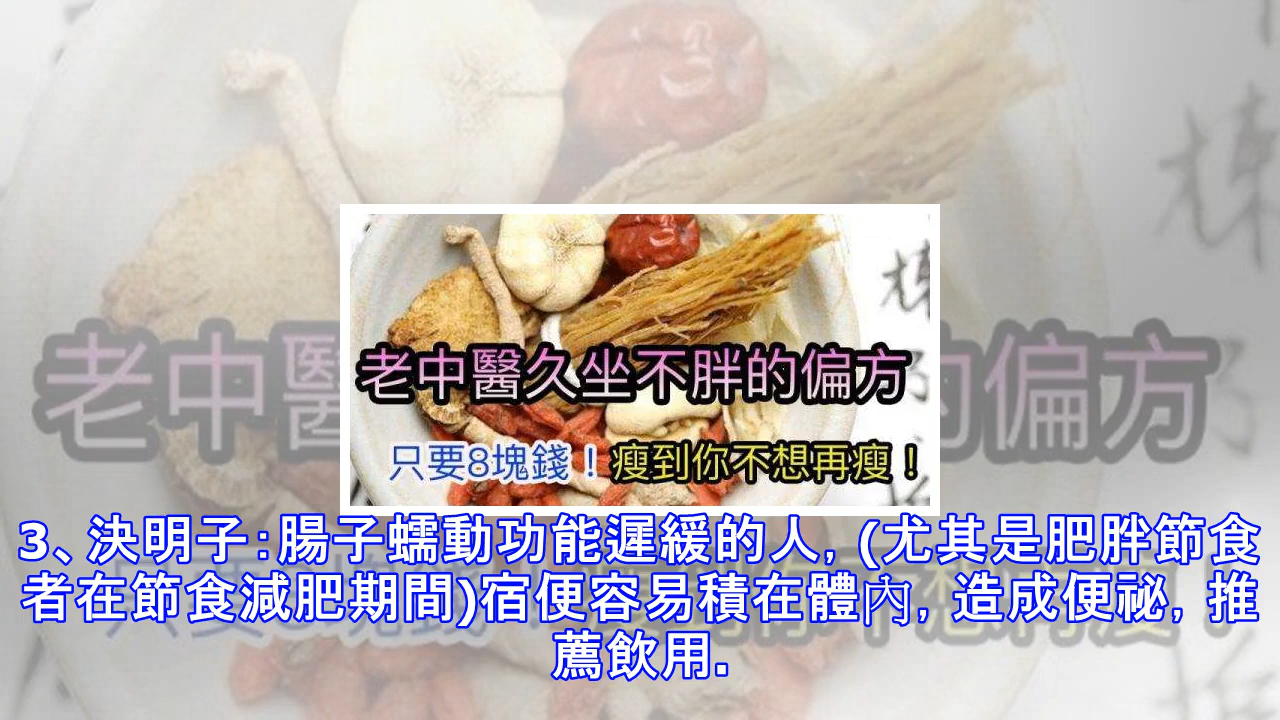 老中醫久坐不胖的偏方
只要8塊錢！瘦到你不想再瘦！
3、決明子：腸子蠕動功能遲緩的人, (尤其是肥胖節食
者在節食減肥期間)宿便容易積在體內, 造成便祕, 推
薦飲用.